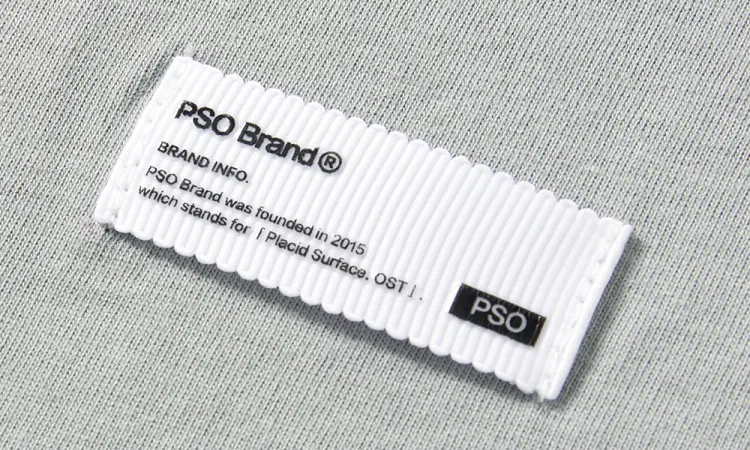 PSO Brand®
BRAND INFO.
PSO Brand was founded in 2015
which stands for「Placid Surface. OST」.
PSO